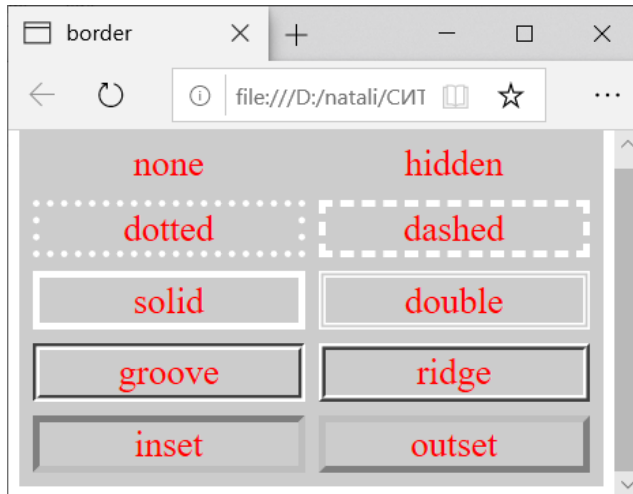 border
file:///D:/natali/СИТ
none hidden
dotted dashed
solid double
groove ridge
inset outset